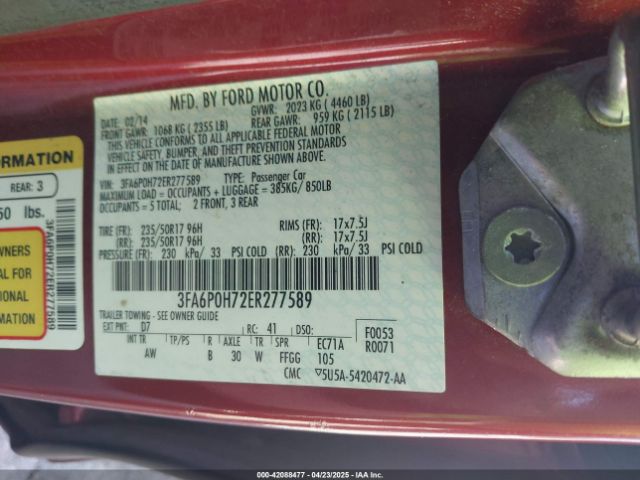 MFD. BY FORD MOTOR CO.
DATE: 02/14 GVWR: 2023 KG ( 4460 LB)
FRONT GAWR: 1068 KG ( 2355 LB) REAR GAWR: 959 KG ( 2115 LB)
THIS VEHICLE CONFORMS TO ALL APPLICABLE FEDERAL MOTOR
VEHICLE SAFETY, BUMPER, AND THEFT PREVENTION STANDARDS
IN EFFECT ON THE DATE OF MANUFACTURE SHOWN ABOVE.
VIN: 3FA6P0H72ER277589 TYPE: Passenger Car
MAXIMUM LOAD = OCCUPANTS + LUGGAGE = 385KG/ 850LB
OCCUPANTS = 5 TOTAL; 2 FRONT, 3 REAR
TIRE (FR): 235/50R17 96H RIMS (FR): 17x7.5J
(RR): 235/50R17 96H (RR): 17x7.5J
PRESSURE (FR): 230 kPa/ 33 PSI COLD (RR): 230 kPa/ 33 PSI COLD
3FA6P0H72ER277589
TRAILER TOWING - SEE OWNER GUIDE
EXT PNT: D7 RC: 41 DSO: F0053
INT TR TP/PS R AXLE TR SPR EC71A R0071
AW B 30 W FFGG 105
CMC ▽5U5A-5420472-AA
FORMATION
REAR: 3
50 lbs.
3FA6P0H72ER277589
OWNERS
AL FOR
IONAL
RMATION
000-42088477 - 04/23/2025 - IAAI.com